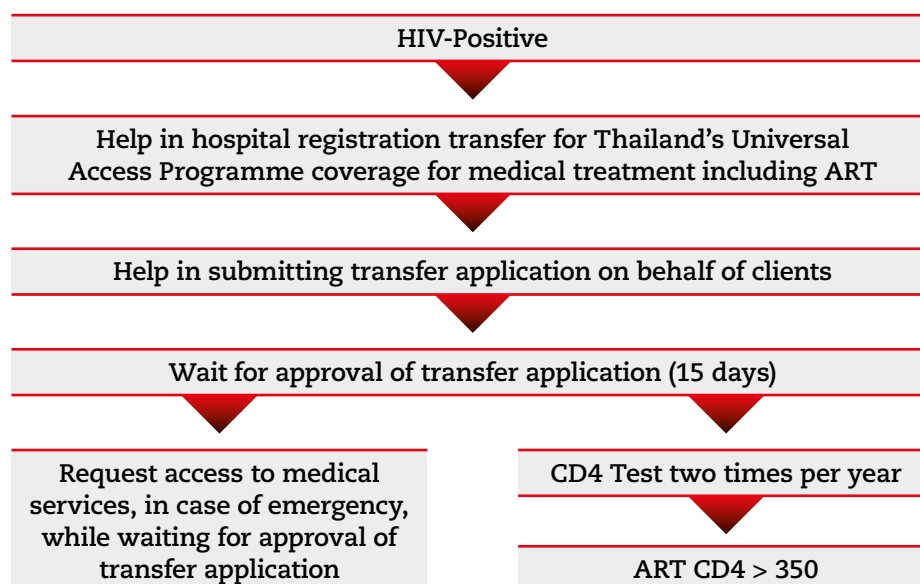 HIV-Positive
Help in hospital registration transfer for Thailand's Universal
Access Programme coverage for medical treatment including ART
Help in submitting transfer application on behalf of clients
Wait for approval of transfer application (15 days)
Request access to medical
services, in case of emergency,
while waiting for approval of
transfer application
CD4 Test two times per year
ART CD4 > 350